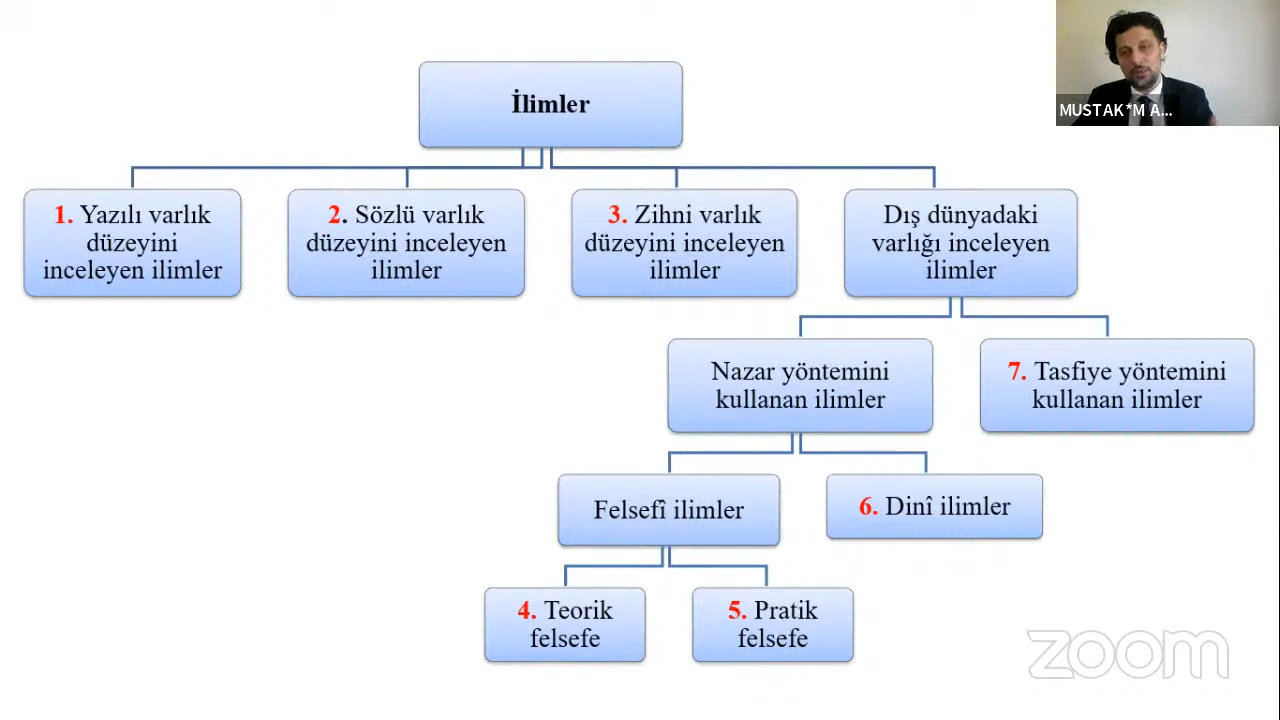 MUSTAK*M A...
İlimler
1. Yazılı varlık
düzeyini
inceleyen ilimler
2. Sözlü varlık
düzeyini inceleyen
ilimler
3. Zihni varlık
düzeyini inceleyen
ilimler
Dış dünyadaki
varlığı inceleyen
ilimler
Nazar yöntemini
kullanan ilimler
7. Tasfiye yöntemini
kullanan ilimler
Felsefî ilimler
6. Dinî ilimler
4. Teorik
felsefe
5. Pratik
felsefe
zoom